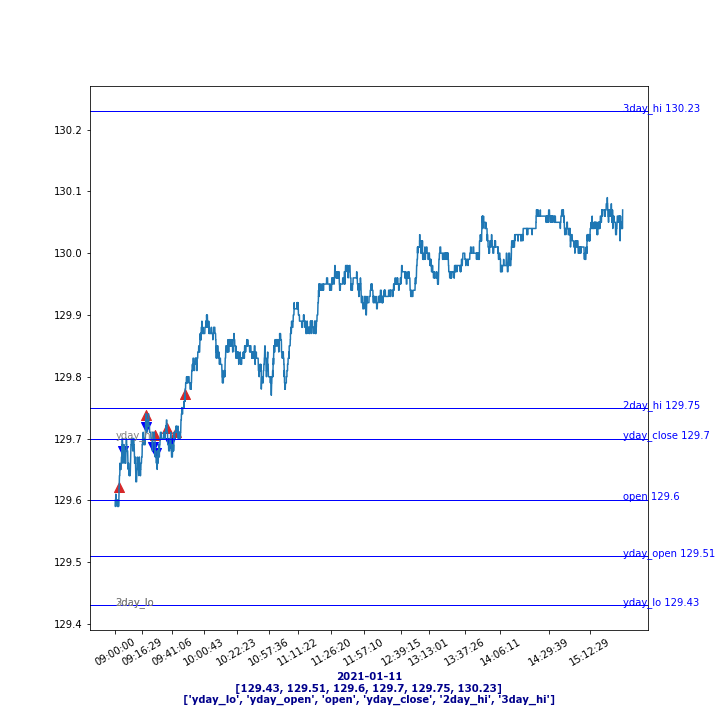 3day_hi 130.23
130.2
130.1
130.0
129.9
129.8
2day_hi 129.75
129.7
yday_close 129.7
129.6
open 129.6
yday_open 129.51
129.5
3day_lo
yday_lo 129.43
129.4
09:00:00 09:16:29 09:41:06 10:00:43 10:22:23 10:57:36 11:11:22 11:26:20 11:57:10 12:39:15 13:13:01 13:37:26 14:06:11 14:29:39 15:12:29
2021-01-11
[129.43, 129.51, 129.6, 129.7, 129.75, 130.23]
['yday_lo', 'yday_open', 'open', 'yday_close', '2day_hi', '3day_hi']